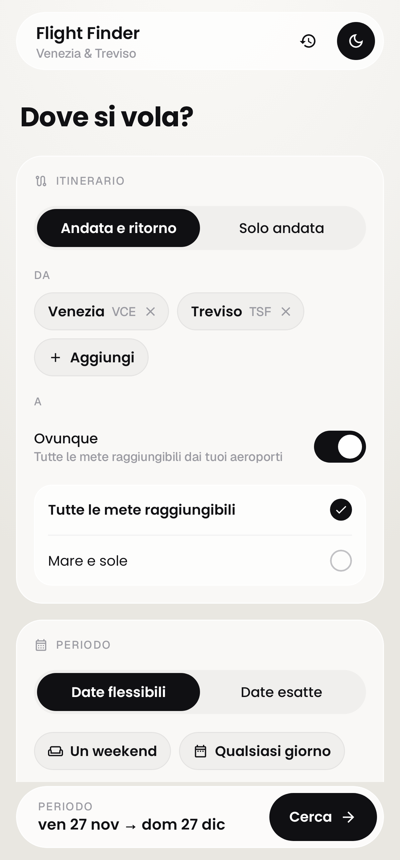 Flight Finder
Venezia & Treviso
Dove si vola?
ITINERARIO
Andata e ritorno
Solo andata
DA
Venezia VCE
Treviso TSF
Aggiungi
A
Ovunque
Tutte le mete raggiungibili dai tuoi aeroporti
Tutte le mete raggiungibili
Mare e sole
PERIODO
Date flessibili
Date esatte
Un weekend
Qualsiasi giorno
PERIODO
ven 27 nov → dom 27 dic
Cerca →